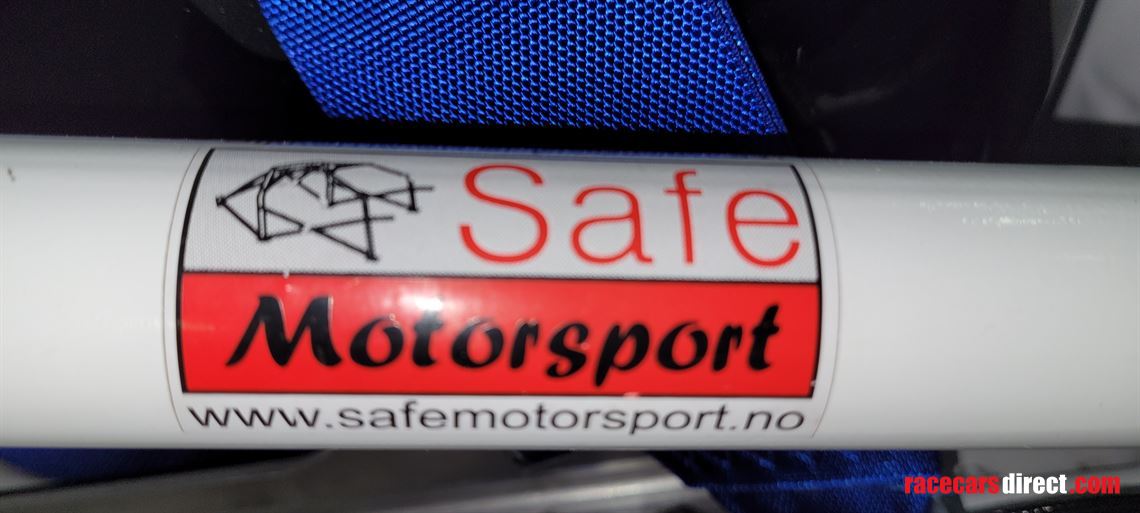 Safe
Motorsport
www.safemotorsport.no
racecarsdirect.com